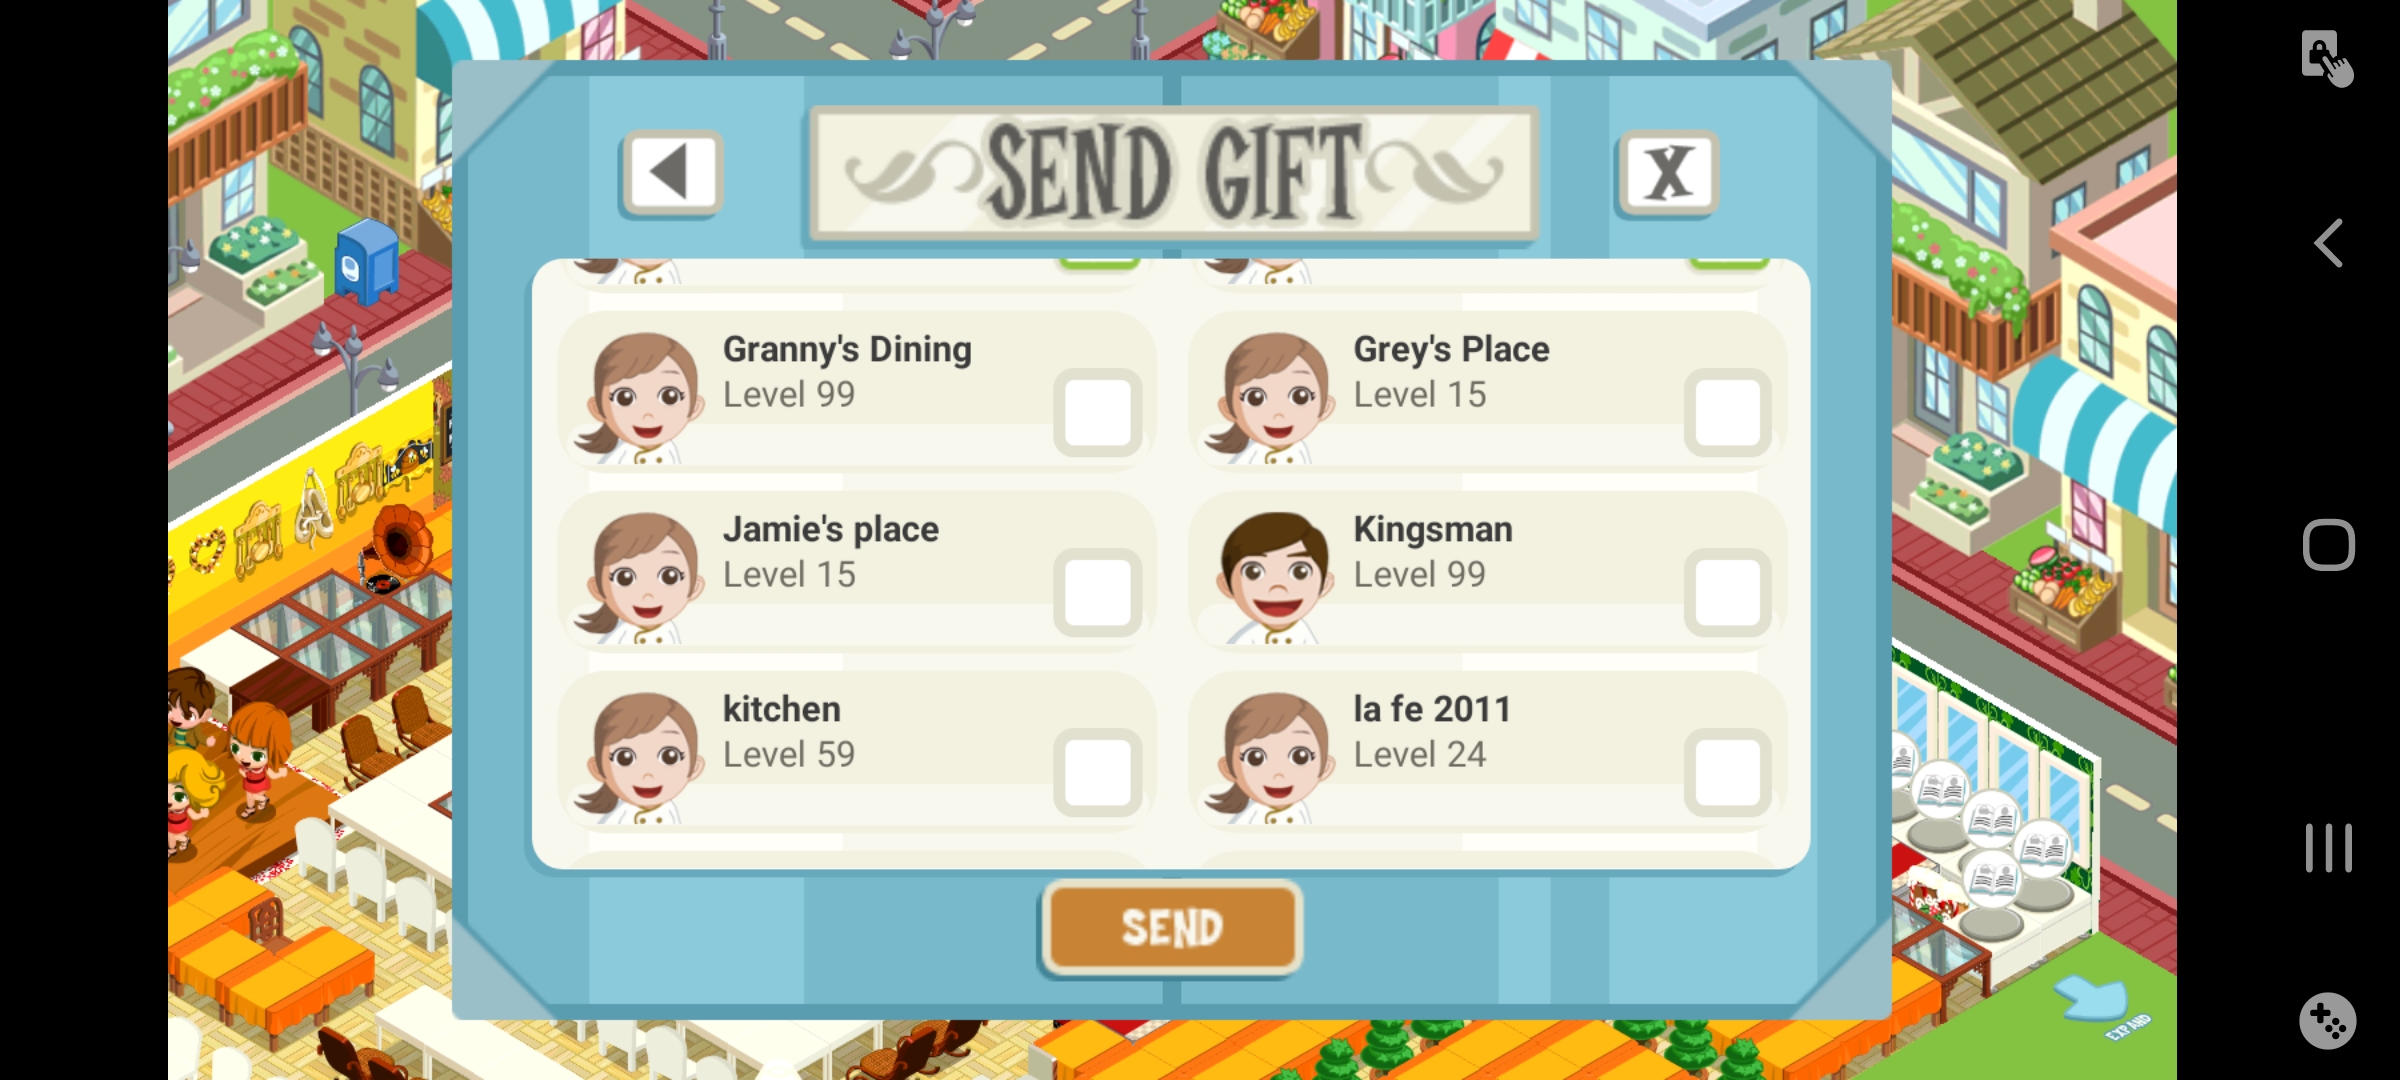 SEND GIFT
X
Granny's Dining
Level 99
Grey's Place
Level 15
Jamie's place
Level 15
Kingsman
Level 99
kitchen
Level 59
la fe 2011
Level 24
SEND
EXPAND